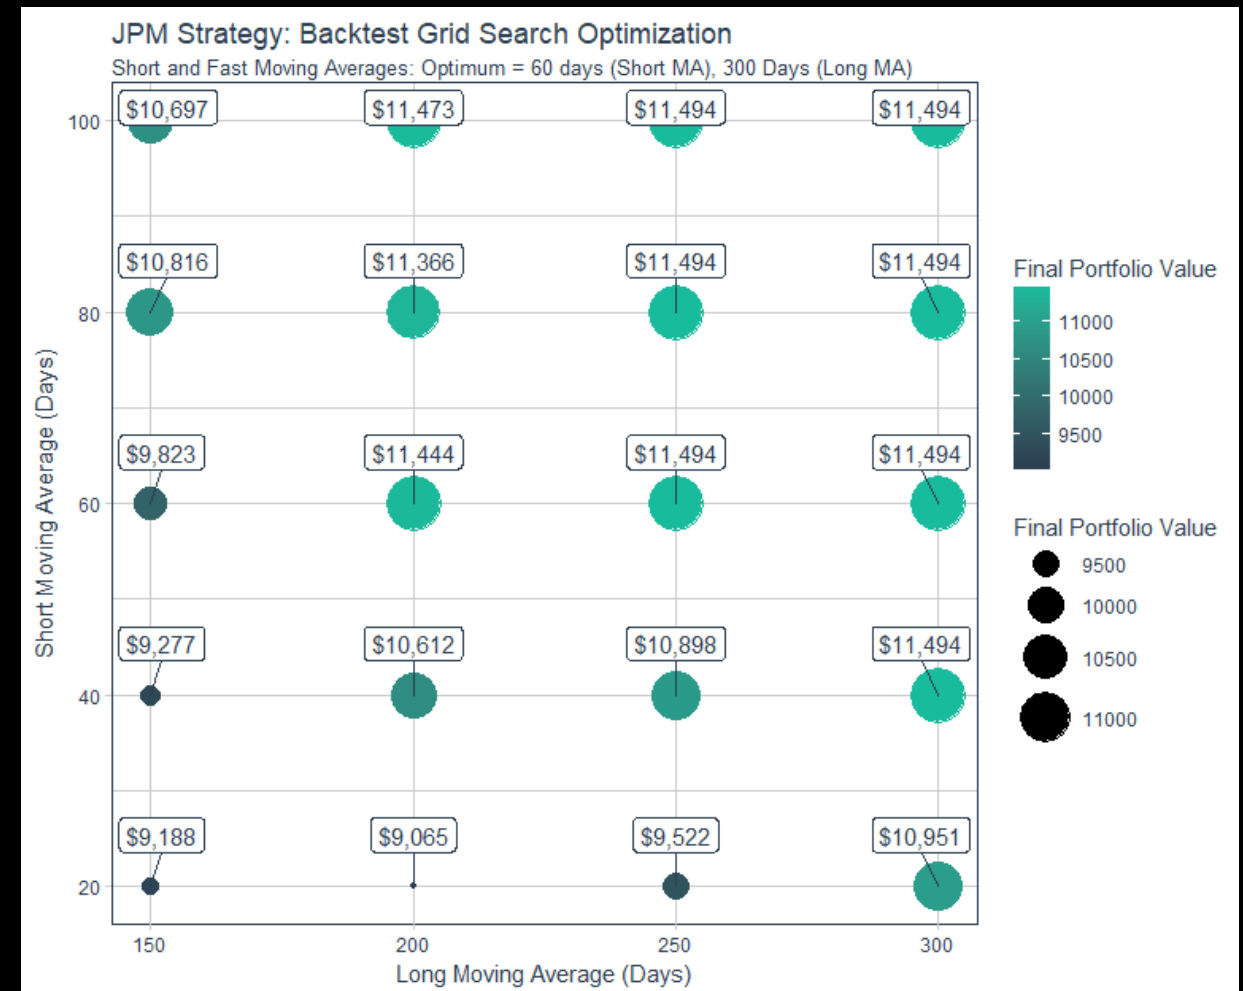 JPM Strategy: Backtest Grid Search Optimization
Short and Fast Moving Averages: Optimum = 60 days (Short MA), 300 Days (Long MA)
100
$10,697 $11,473 $11,494 $11,494
80
$10,816 $11,366 $11,494 $11,494
60
$9,823 $11,444 $11,494 $11,494
40
$9,277 $10,612 $10,898 $11,494
20
$9,188 $9,065 $9,522 $10,951
150 200 250 300
Short Moving Average (Days)
Long Moving Average (Days)
Final Portfolio Value
11000
10500
10000
9500
Final Portfolio Value
9500
10000
10500
11000